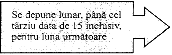 Se depune lunar, până cel
târziu data de 15 inclusiv,
pentru luna următoare